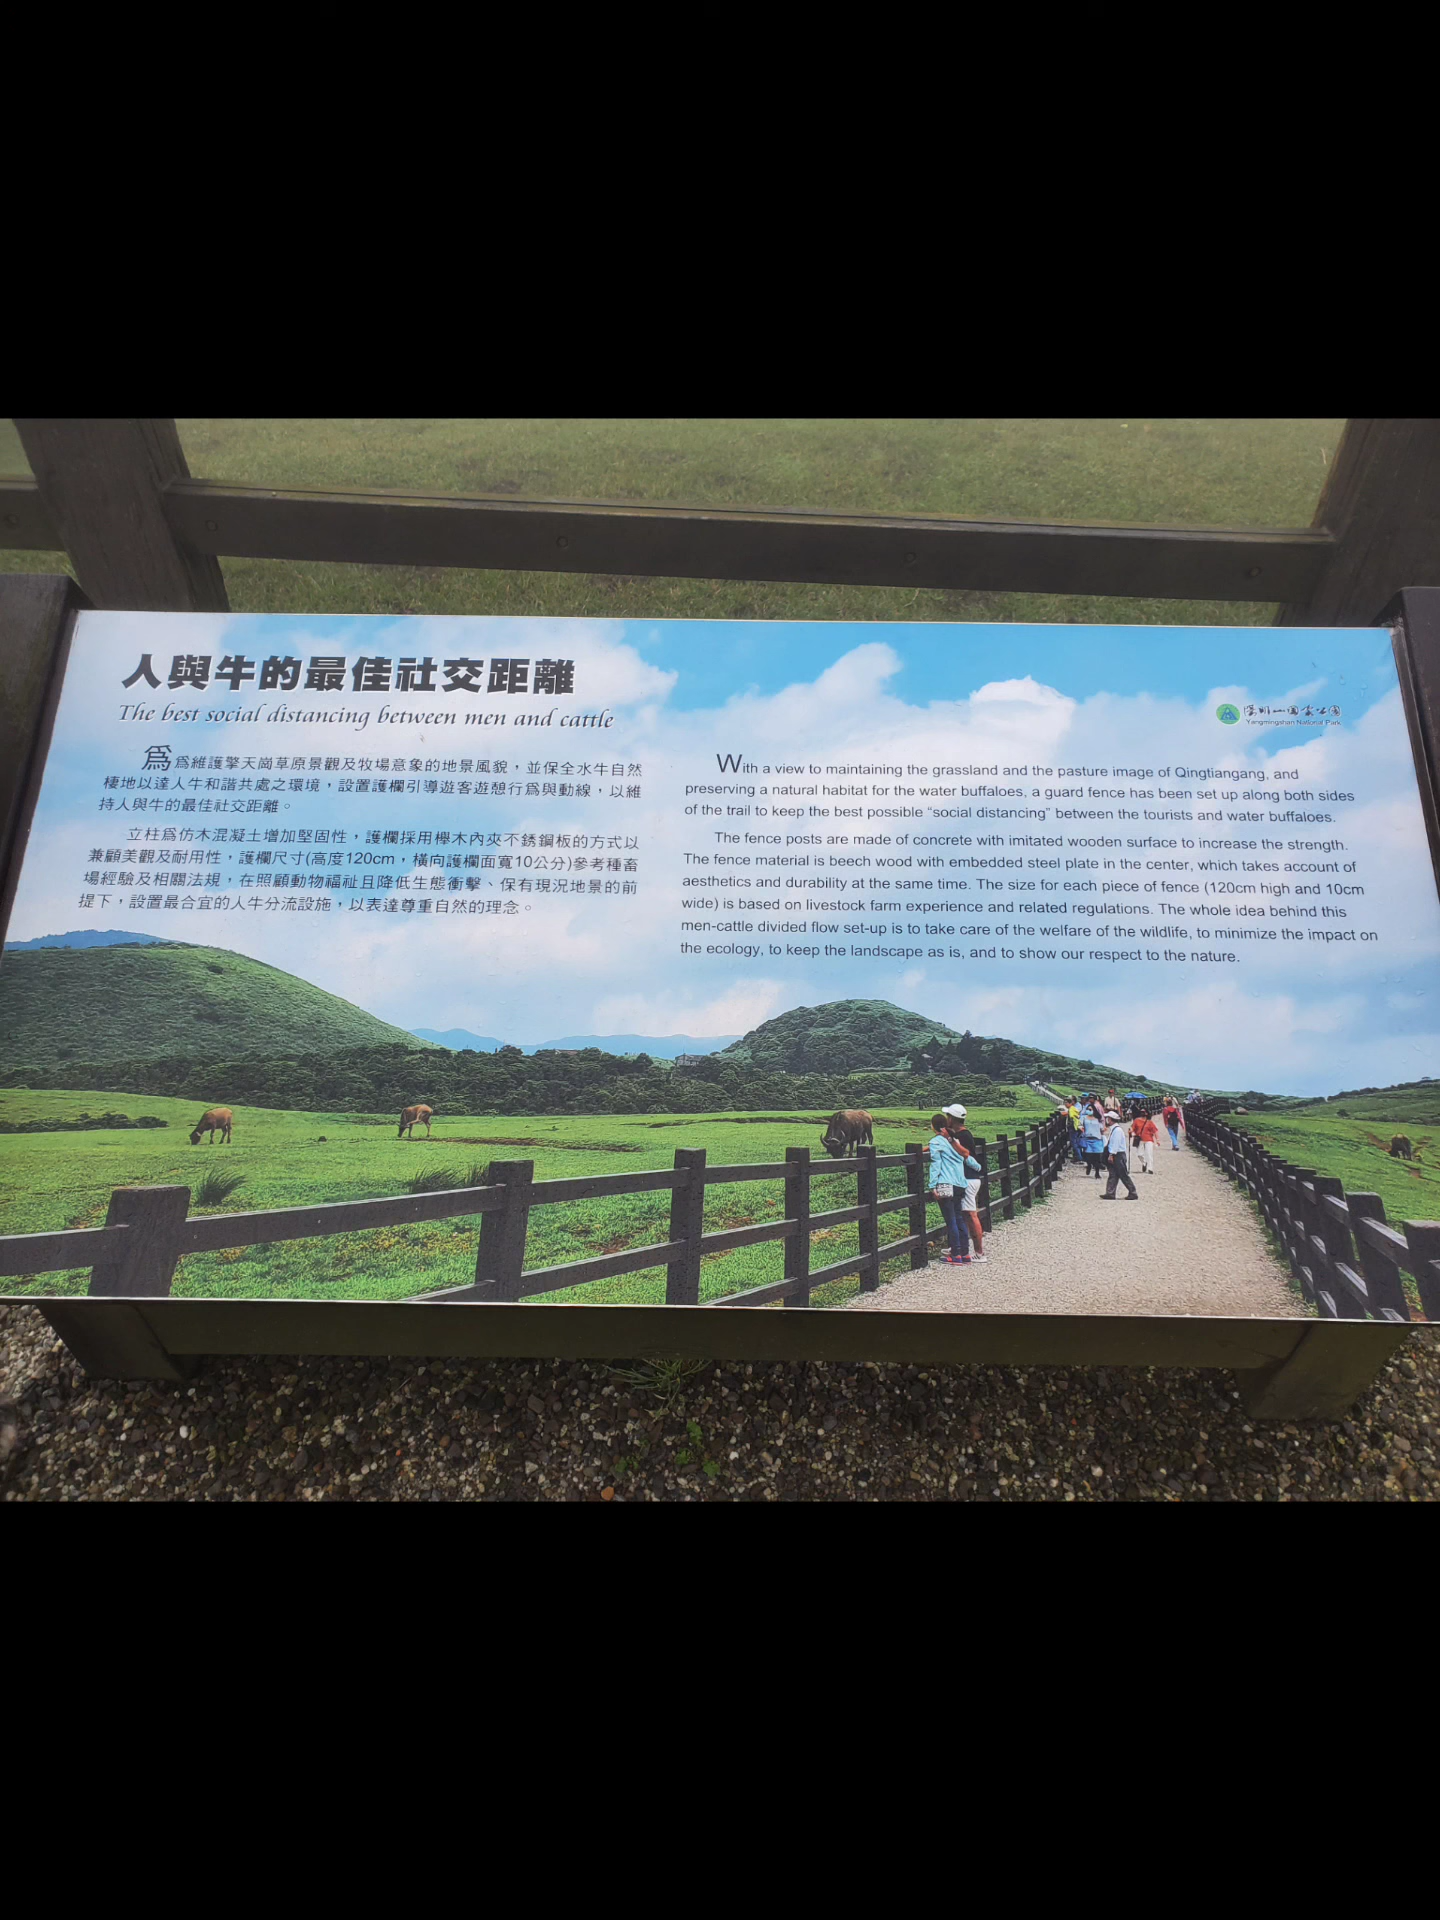 人與牛的最佳社交距離
The best social distancing between men and cattle
陽明山國家公園
Yangmingshan National Park
為為維護擎天崗草原景觀及牧場意象的地景風貌，並保全水牛自然
棲地以達人牛和諧共處之環境，設置護欄引導遊客遊憩行為與動線，以維
持人與牛的最佳社交距離。
立柱為仿木混凝土增加堅固性，護欄採用櫸木內夾不銹鋼板的方式以
兼顧美觀及耐用性，護欄尺寸(高度120cm，橫向護欄面寬10公分)參考種畜
場經驗及相關法規，在照顧動物福祉且降低生態衝擊、保有現況地景的前
提下，設置最合宜的人牛分流設施，以表達尊重自然的理念。
With a view to maintaining the grassland and the pasture image of Qingtiangang, and
preserving a natural habitat for the water buffaloes, a guard fence has been set up along both sides
of the trail to keep the best possible “social distancing” between the tourists and water buffaloes.
The fence posts are made of concrete with imitated wooden surface to increase the strength.
The fence material is beech wood with embedded steel plate in the center, which takes account of
aesthetics and durability at the same time. The size for each piece of fence (120cm high and 10cm
wide) is based on livestock farm experience and related regulations. The whole idea behind this
men-cattle divided flow set-up is to take care of the welfare of the wildlife, to minimize the impact on
the ecology, to keep the landscape as is, and to show our respect to the nature.